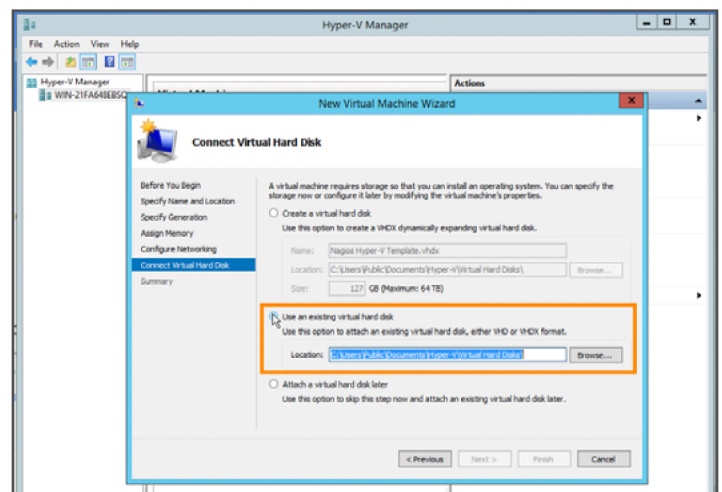 Hyper-V Manager
File Action View Help
Hyper-V Manager
Actions
New Virtual Machine Wizard
Connect Virtual Hard Disk
Before You Begin
Specify Name and Location
Specify Generation
Assign Memory
Configure Networking
Connect Virtual Hard Disk
Summary
A virtual machine requires storage so that you can install an operating system. You can specify the
storage now or configure it later by modifying the virtual machine's properties.
Create a virtual hard disk
Use this option to create a VHDX dynamically expanding virtual hard disk.
Name: Nagios Hyper-V Template.vhdx
Location: C:\Users\Public\Documents\Hyper-V\Virtual Hard Disks\ Browse...
Size: 127 GB (Maximum: 64 TB)
Use an existing virtual hard disk
Use this option to attach an existing virtual hard disk, either VHD or VHDX format.
Location: C:\Users\Public\Documents\Hyper-V\Virtual Hard Disks\ Browse...
Attach a virtual hard disk later
Use this option to skip this step now and attach an existing virtual hard disk later.
< Previous Next > Finish Cancel